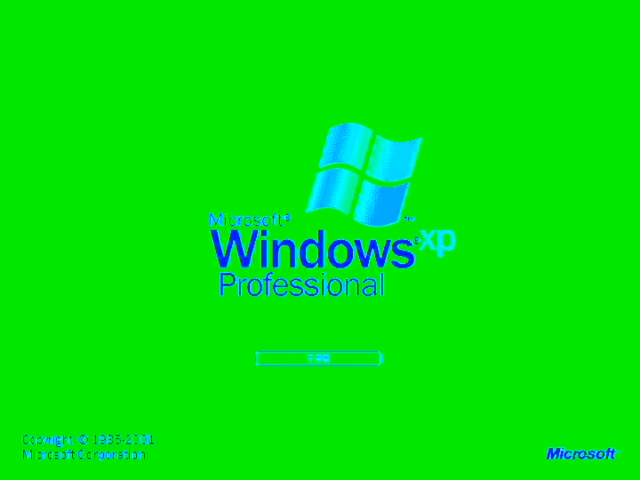 Microsoft®
Windows® xp
Professional
Copyright © 1985-2001
Microsoft Corporation
Microsoft